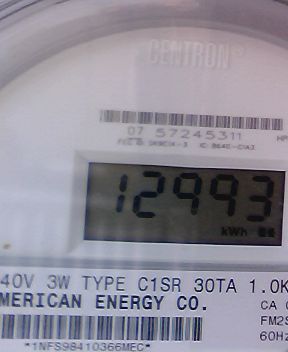 CENTRON®
07 57245311
12993
kWh
40V 3W TYPE C1SR 30TA 1.0K
MERICAN ENERGY CO.
CA
FM2S
60Hz
*1NFS98410366MEC*